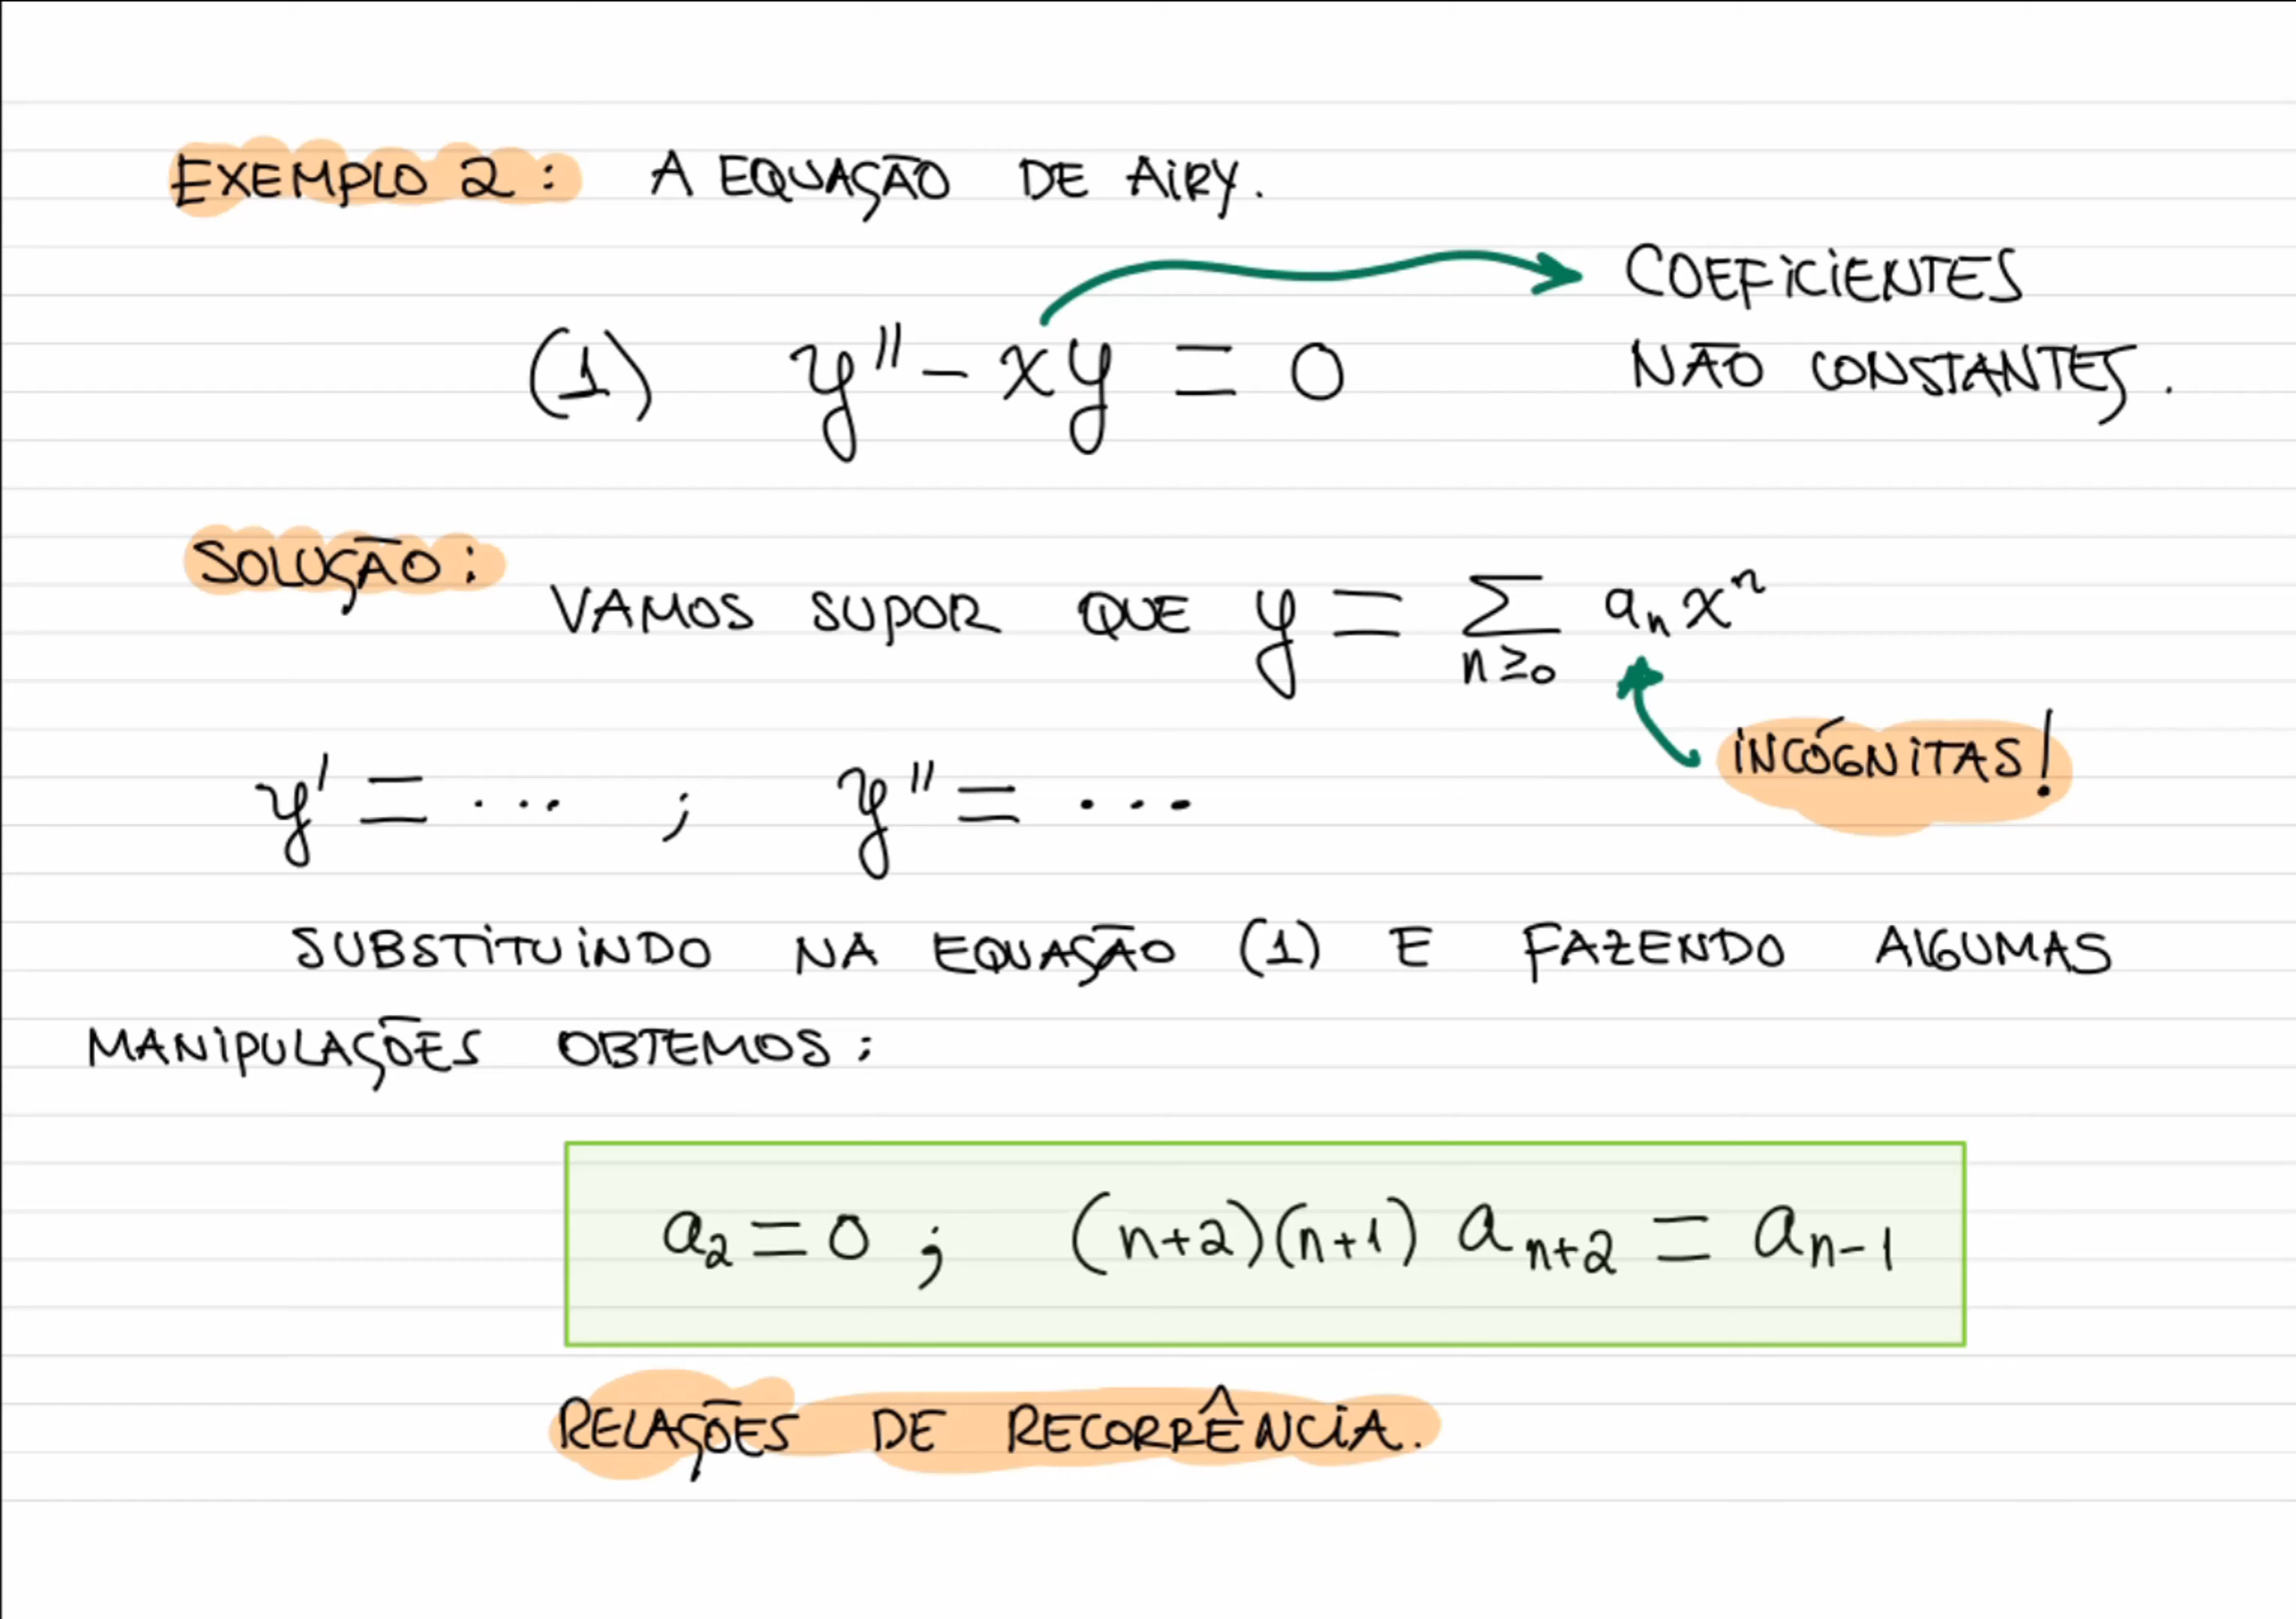 EXEMPLO 2: A EQUAÇÃO DE AIRY.
COEFICIENTES
(1) y'' - xy = 0
NÃO CONSTANTES.
SOLUÇÃO:
VAMOS SUPOR QUE y = ∑ aₙxⁿ
n≥0
INCÓGNITAS!
y' = ... ; y'' = ...
SUBSTITUINDO NA EQUAÇÃO (1) E FAZENDO ALGUMAS
MANIPULAÇÕES OBTEMOS:
a₂ = 0 ; (n+2)(n+1) aₙ₊₂ = aₙ₋₁
RELAÇÕES DE RECORRÊNCIA.